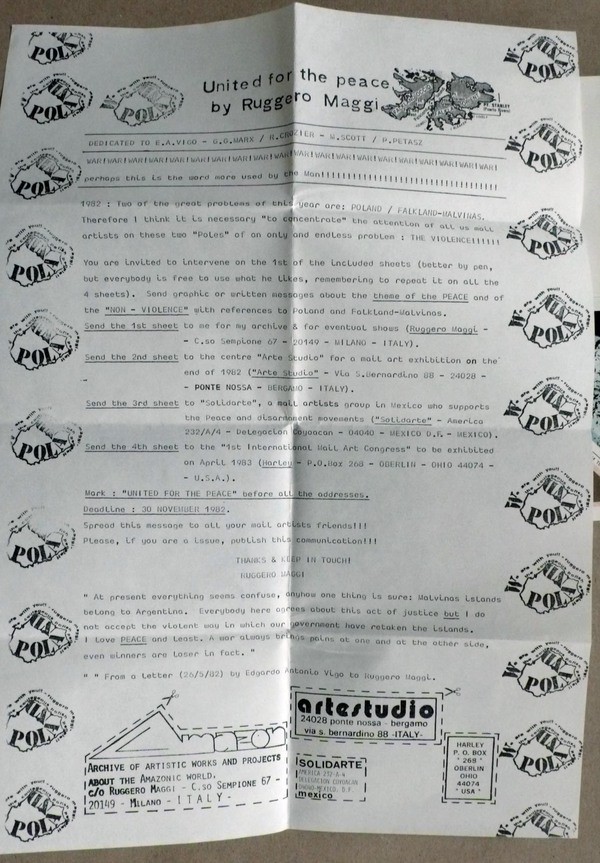 United for the peace
by Ruggero Maggi
DEDICATED TO E.A.VIGO - G.G.MARX / R.CROZIER - W.SCOTT / P.PETASZ
WAR!WAR!WAR!WAR!WAR!WAR!WAR!WAR!WAR!WAR!WAR!WAR!WAR!WAR!WAR!WAR!WAR!WAR!
perhaps this is the word more used by the Man!!!!!!!!!!!!!!!!!!!!!!!!!!!!!!!!
1982 : Two of the great problems of this year are: POLAND / FALKLAND-MALVINAS.
Therefore I think it is necessary "to concentrate" the attention of all us mail
artists on these two "Poles" of an only and endless problem : THE VIOLENCE!!!!!!
You are invited to intervene on the 1st of the included sheets (better by pen,
but everybody is free to use what he likes, remembering to repeat it on all the
4 sheets). Send graphic or written messages about the theme of the PEACE and of
the "NON - VIOLENCE" with references to Poland and Falkland-Malvinas.
Send the 1st sheet to me for my archive & for eventual shows (Ruggero Maggi -
- C.so Sempione 67 - 20149 - MILANO - ITALY).
Send the 2nd sheet to the centre "Arte Studio" for a mail art exhibition on the
end of 1982 ("Arte Studio" - Via S.Bernardino 88 - 24028 -
- PONTE NOSSA - BERGAMO - ITALY).
Send the 3rd sheet to "Solidarte", a mail artists group in Mexico who supports
the Peace and disarmment movements ("Solidarte" - America
232/A/4 - Delegacion Coyoacan - 04040 - MEXICO D.F. - MEXICO).
Send the 4th sheet to the "1st International Mail Art Congress" to be exhibited
on April 1983 (Harley - P.O.Box 268 - OBERLIN - OHIO 44074 -
- U.S.A.).
Mark : "UNITED FOR THE PEACE" before all the addresses.
Deadline : 30 NOVEMBER 1982.
Spread this message to all your mail artists friends!!!
Please, if you are a issue, publish this communication!!!
THANKS & KEEP IN TOUCH!
RUGGERO MAGGI
" At present everything seems confuse, anyhow one thing is sure: Malvinas islands
belong to Argentina. Everybody here agrees about this act of justice but I do
not accept the violent way in which our government have retaken the islands.
I love PEACE and least. A war always brings pains at one and at the other side,
even winners are loser in fact. "
" " From a Letter (26/5/82) by Edgardo Antonio Vigo to Ruggero Maggi.
ARCHIVE OF ARTISTIC WORKS AND PROJECTS
ABOUT THE AMAZONIC WORLD.
c/o RUGGERO MAGGI - C.SO SEMPIONE 67 -
20149 - MILANO - ITALY -
artestudio
24028 ponte nossa - bergamo
via s. bernardino 88 -ITALY-
SOLIDARTE
AMERICA 232-A-4
DELEGACION COYOACAN
mexico
HARLEY
P. O. BOX
" 268 "
OBERLIN
OHIO
44074
" USA "